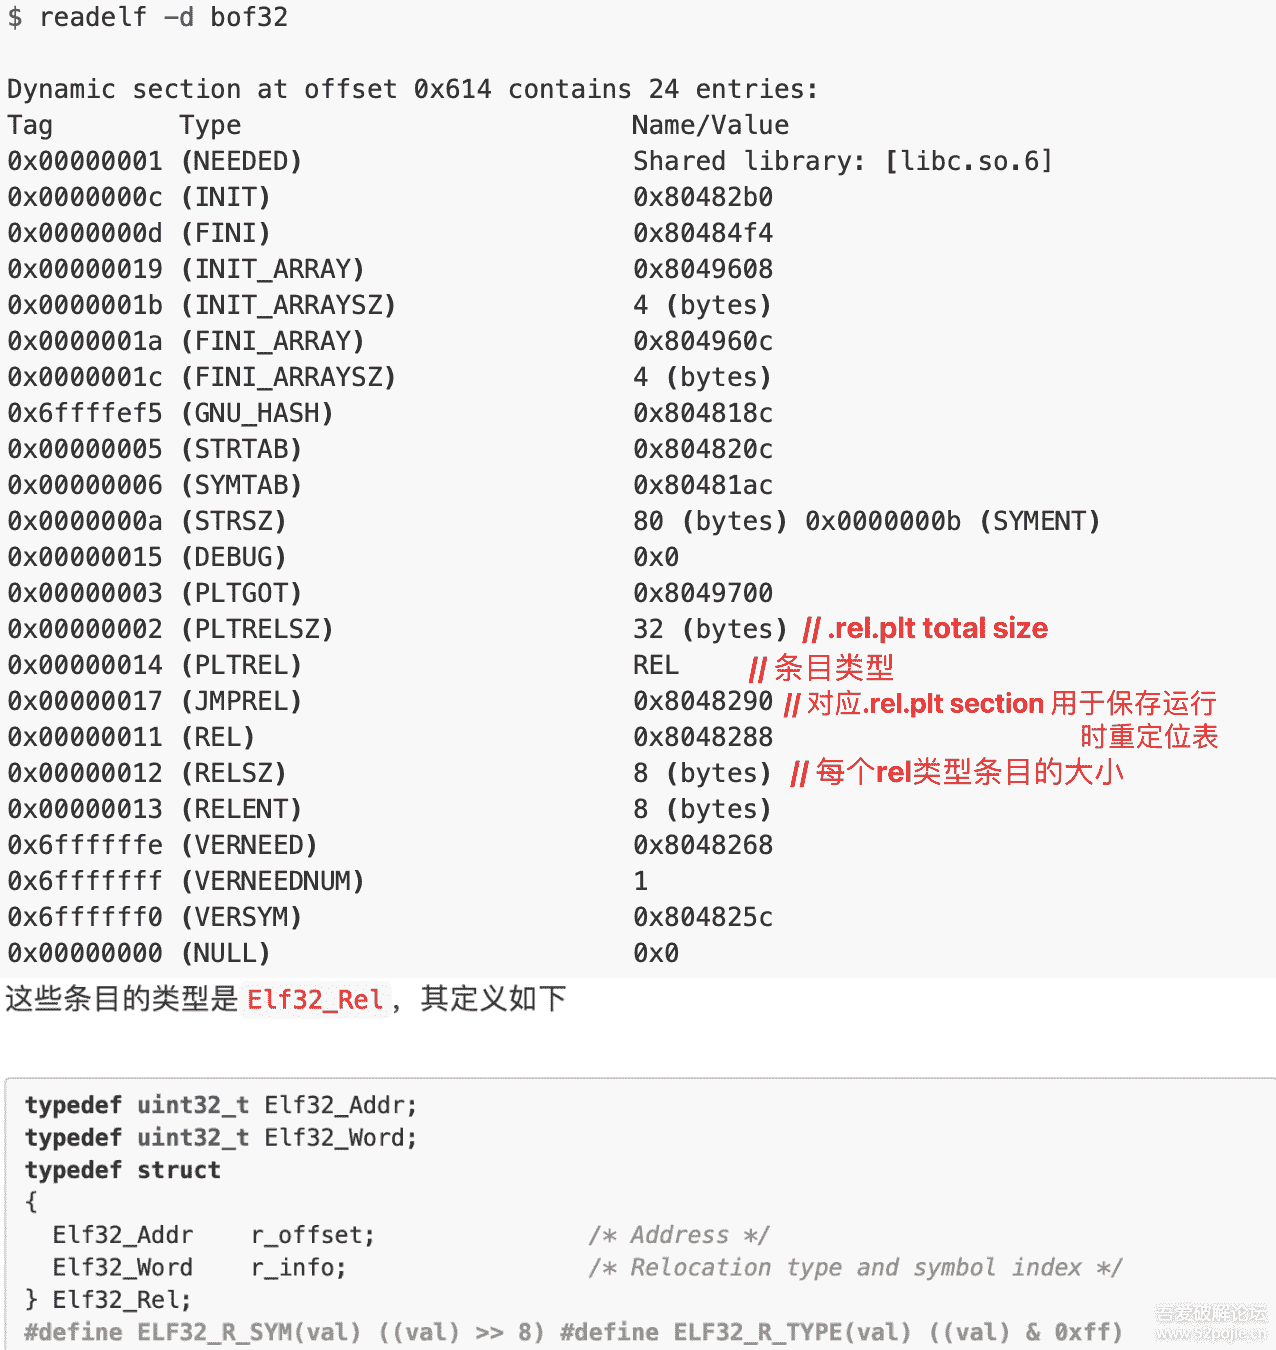 $ readelf -d bof32
Dynamic section at offset 0x614 contains 24 entries:
Tag Type Name/Value
0x00000001 (NEEDED) Shared library: [libc.so.6]
0x0000000c (INIT) 0x80482b0
0x0000000d (FINI) 0x80484f4
0x00000019 (INIT_ARRAY) 0x8049608
0x0000001b (INIT_ARRAYSZ) 4 (bytes)
0x0000001a (FINI_ARRAY) 0x804960c
0x0000001c (FINI_ARRAYSZ) 4 (bytes)
0x6ffffef5 (GNU_HASH) 0x804818c
0x00000005 (STRTAB) 0x804820c
0x00000006 (SYMTAB) 0x80481ac
0x0000000a (STRSZ) 80 (bytes) 0x0000000b (SYMENT)
0x00000015 (DEBUG) 0x0
0x00000003 (PLTGOT) 0x8049700
0x00000002 (PLTRELSZ) 32 (bytes) // .rel.plt total size
0x00000014 (PLTREL) REL // 条目类型
0x00000017 (JMPREL) 0x8048290 // 对应.rel.plt section 用于保存运行
0x00000011 (REL) 0x8048288 时重定位表
0x00000012 (RELSZ) 8 (bytes) // 每个rel类型条目的大小
0x00000013 (RELENT) 8 (bytes)
0x6ffffffe (VERNEED) 0x8048268
0x6fffffff (VERNEEDNUM) 1
0x6ffffff0 (VERSYM) 0x804825c
0x00000000 (NULL) 0x0
这些条目的类型是 Elf32_Rel ，其定义如下
typedef uint32_t Elf32_Addr;
typedef uint32_t Elf32_Word;
typedef struct
{
Elf32_Addr r_offset; /* Address */
Elf32_Word r_info; /* Relocation type and symbol index */
} Elf32_Rel;
#define ELF32_R_SYM(val) ((val) >> 8) #define ELF32_R_TYPE(val) ((val) & 0xff)
吾爱破解论坛
www.52pojie.cn